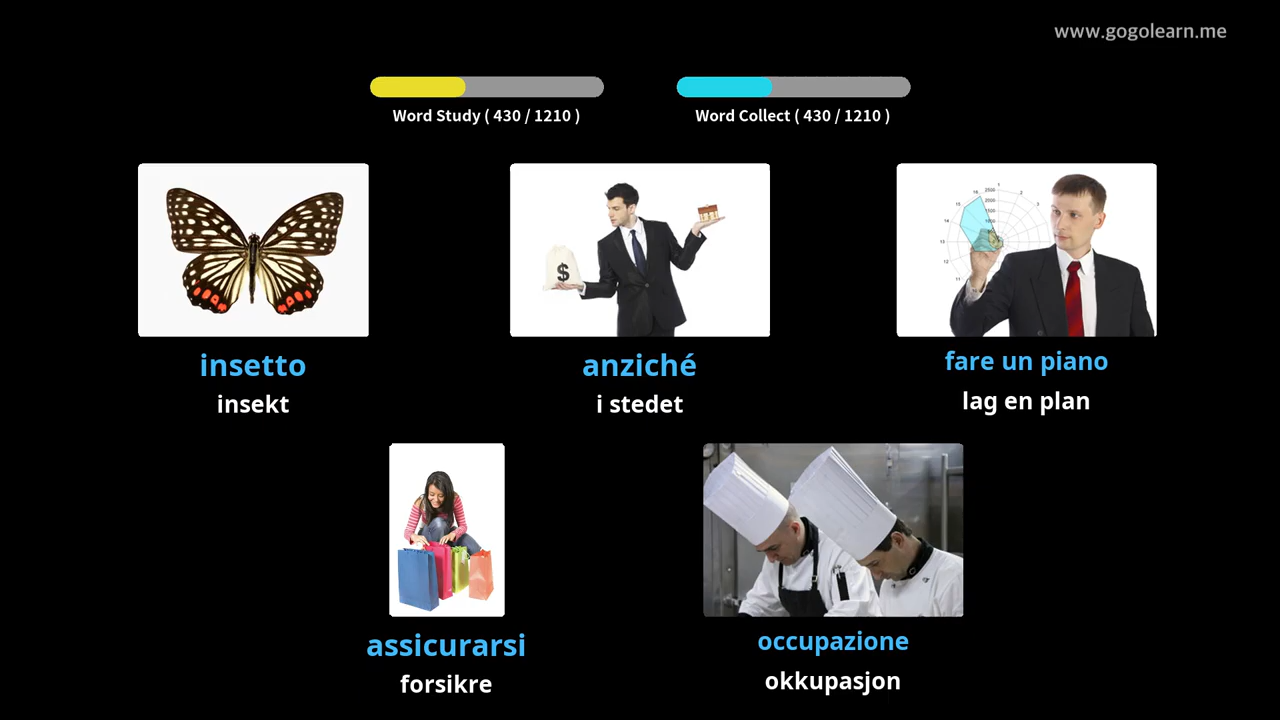 www.gogolearn.me
Word Study ( 430 / 1210 )
Word Collect ( 430 / 1210 )
$
insetto
insekt
anziché
i stedet
fare un piano
lag en plan
assicurarsi
forsikre
occupazione
okkupasjon